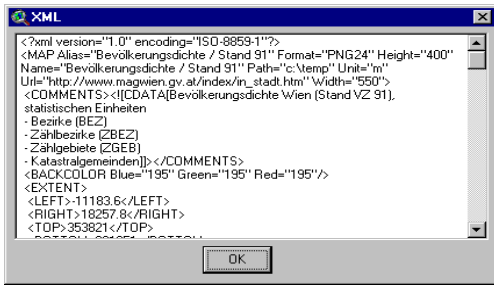 XML
<?xml version="1.0" encoding="ISO-8859-1"?>
<MAP Alias="Bevölkerungsdichte / Stand 91" Format="PNG24" Height="400"
Name="Bevölkerungsdichte / Stand 91" Path="c:\temp" Unit="m"
Url="http://www.magwien.gv.at/index/in_stadt.htm" Width="550">
<COMMENTS><![CDATA[Bevölkerungsdichte Wien (Stand VZ 91),
statistischen Einheiten
- Bezirke (BEZ)
- Zählbezirke (ZBEZ)
- Zählgebiete (ZGEB)
- Katastralgemeinden]]></COMMENTS>
<BACKCOLOR Blue="195" Green="195" Red="195"/>
<EXTENT>
<LEFT>-11183.6</LEFT>
<RIGHT>18257.8</RIGHT>
<TOP>353821</TOP>
OK